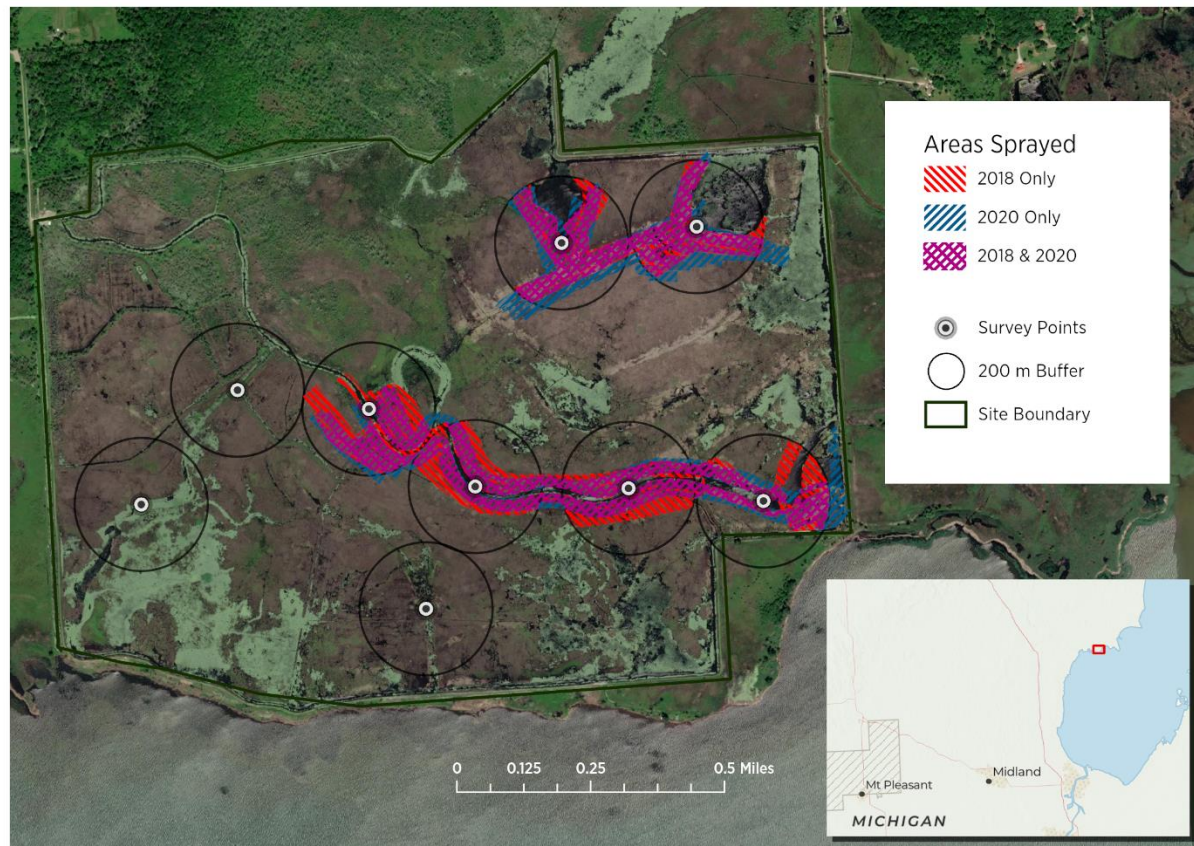 Areas Sprayed
2018 Only
2020 Only
2018 & 2020
Survey Points
200 m Buffer
Site Boundary
0 0.125 0.25 0.5 Miles
Midland
Mt Pleasant
MICHIGAN